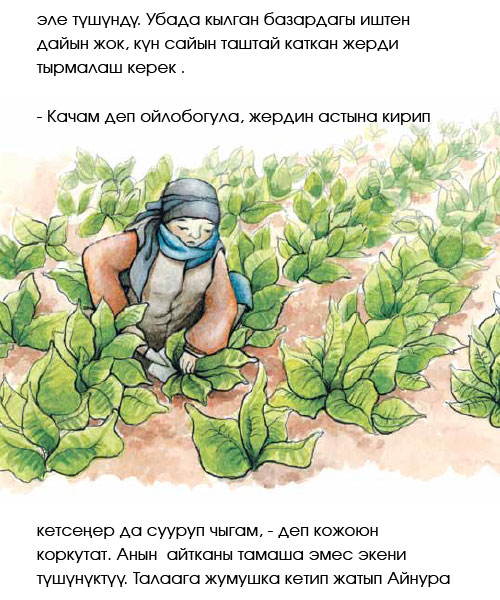 эле түшүндү. Убада кылган базардагы иштен
дайын жок, күн сайын таштай каткан жерди
тырмалаш керек .
- Качам деп ойлобогула, жердин астына кирип
кетсеңер да сууруп чыгам, - деп кожоюн
коркутат. Анын айтканы тамаша эмес экени
түшүнүктүү. Талаага жумушка кетип жатып Айнура